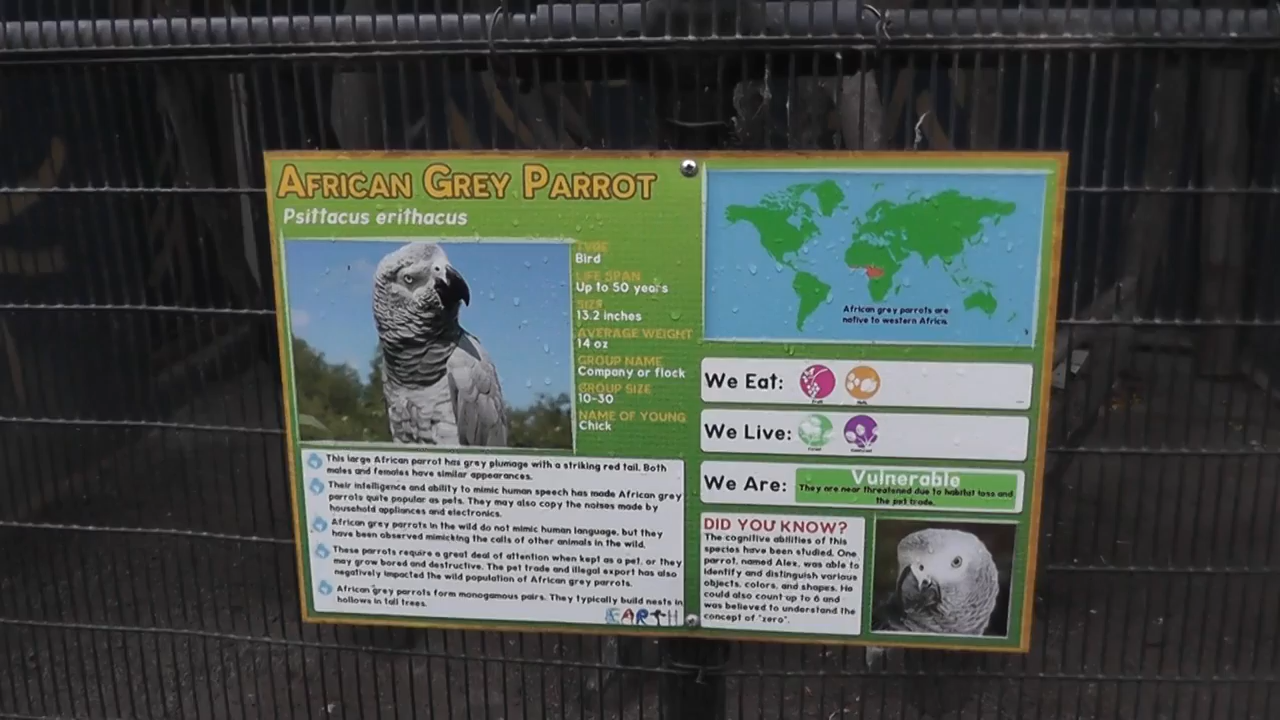 AFRICAN GREY PARROT
Psittacus erithacus
TYPE
Bird
LIFE SPAN
Up to 50 years
SIZE
13.2 inches
AVERAGE WEIGHT
14 oz
GROUP NAME
Company or flock
GROUP SIZE
10-30
NAME OF YOUNG
Chick
This large African parrot has grey plumage with a striking red tail. Both
males and females have similar appearances.
Their intelligence and ability to mimic human speech has made African grey
parrots quite popular as pets. They may also copy the noises made by
household appliances and electronics.
African grey parrots in the wild do not mimic human language, but they
have been observed mimicking the calls of other animals in the wild.
These parrots require a great deal of attention when kept as a pet, or they
may grow bored and destructive. The pet trade and illegal export has also
negatively impacted the wild population of African grey parrots.
African grey parrots form monogamous pairs. They typically build nests in
hollows in tall trees.
EARTH
African grey parrots are
native to western Africa.
We Eat:
Fruit
We Live:
Forest
We Are:
Vulnerable
They are near threatened due to habitat loss and
the pet trade.
DID YOU KNOW?
The cognitive abilities of this
species have been studied. One
parrot, named Alex, was able to
identify and distinguish various
objects, colors, and shapes. He
could also count up to 6 and
was believed to understand the
concept of "zero".